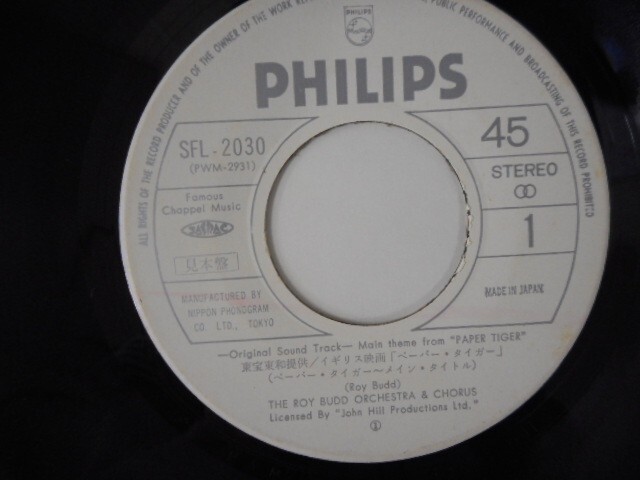 ALL RIGHTS OF THE RECORD PRODUCER AND OF THE OWNER OF THE WORK
PUBLIC PERFORMANCE AND BROADCASTING OF THIS RECORD PROHIBITED
PHILIPS
PHILIPS
SFL-2030
(PWM-2931)
45
STEREO
Famous
Chappel Music
1
見本盤
MANUFACTURED BY
NIPPON PHONOGRAM
CO. LTD., TOKYO
MADE IN JAPAN
—Original Sound Track— Main theme from "PAPER TIGER"
東宝東和提供/イギリス映画「ペーパー・タイガー」
(ペーパー・タイガー〜メイン・タイトル)
(Roy Budd)
THE ROY BUDD ORCHESTRA & CHORUS
Licensed By "John Hill Productions Ltd."
①